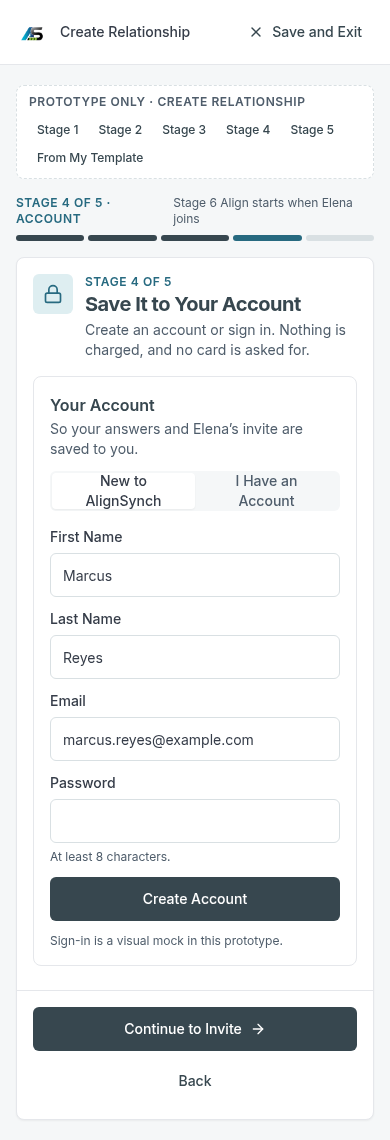 AS
Create Relationship
Save and Exit
PROTOTYPE ONLY · CREATE RELATIONSHIP
Stage 1 Stage 2 Stage 3 Stage 4 Stage 5
From My Template
STAGE 4 OF 5 ·
ACCOUNT
Stage 6 Align starts when Elena
joins
STAGE 4 OF 5
Save It to Your Account
Create an account or sign in. Nothing is
charged, and no card is asked for.
Your Account
So your answers and Elena’s invite are
saved to you.
New to
AlignSynch
I Have an
Account
First Name
Marcus
Last Name
Reyes
Email
marcus.reyes@example.com
Password
At least 8 characters.
Create Account
Sign-in is a visual mock in this prototype.
Continue to Invite
Back